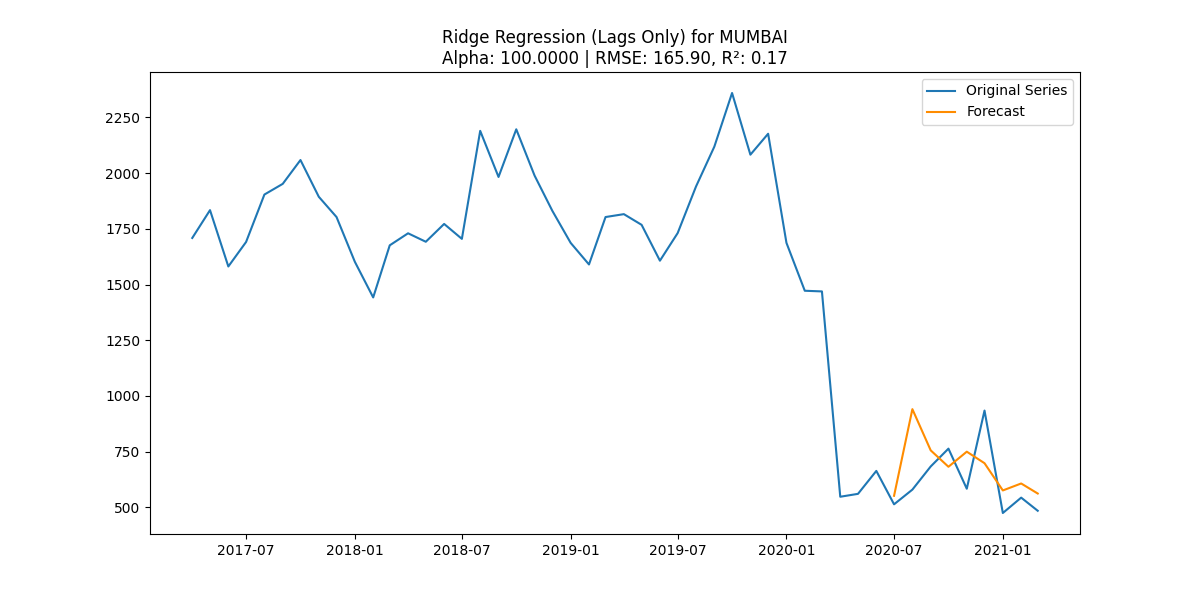 Ridge Regression (Lags Only) for MUMBAI
Alpha: 100.0000 | RMSE: 165.90, R²: 0.17
Original Series
Forecast
2250
2000
1750
1500
1250
1000
750
500
2017-07 2018-01 2018-07 2019-01 2019-07 2020-01 2020-07 2021-01